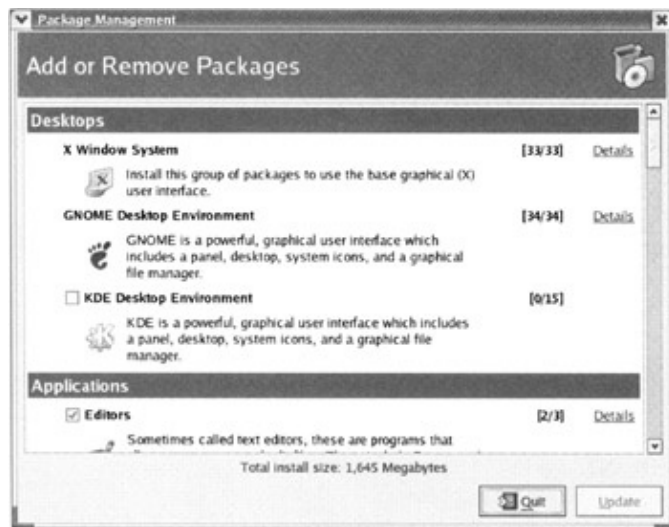 Package Management
Add or Remove Packages
Desktops
X Window System [33/33] Details
Install this group of packages to use the base graphical (X)
user interface.
GNOME Desktop Environment [34/34] Details
GNOME is a powerful, graphical user interface which
includes a panel, desktop, system icons, and a graphical
file manager.
KDE Desktop Environment [0/15]
KDE is a powerful, graphical user interface which includes
a panel, desktop, system icons, and a graphical file
manager.
Applications
Editors [2/3] Details
Sometimes called text editors, these are programs that
Total install size: 1,645 Megabytes
Quit Update